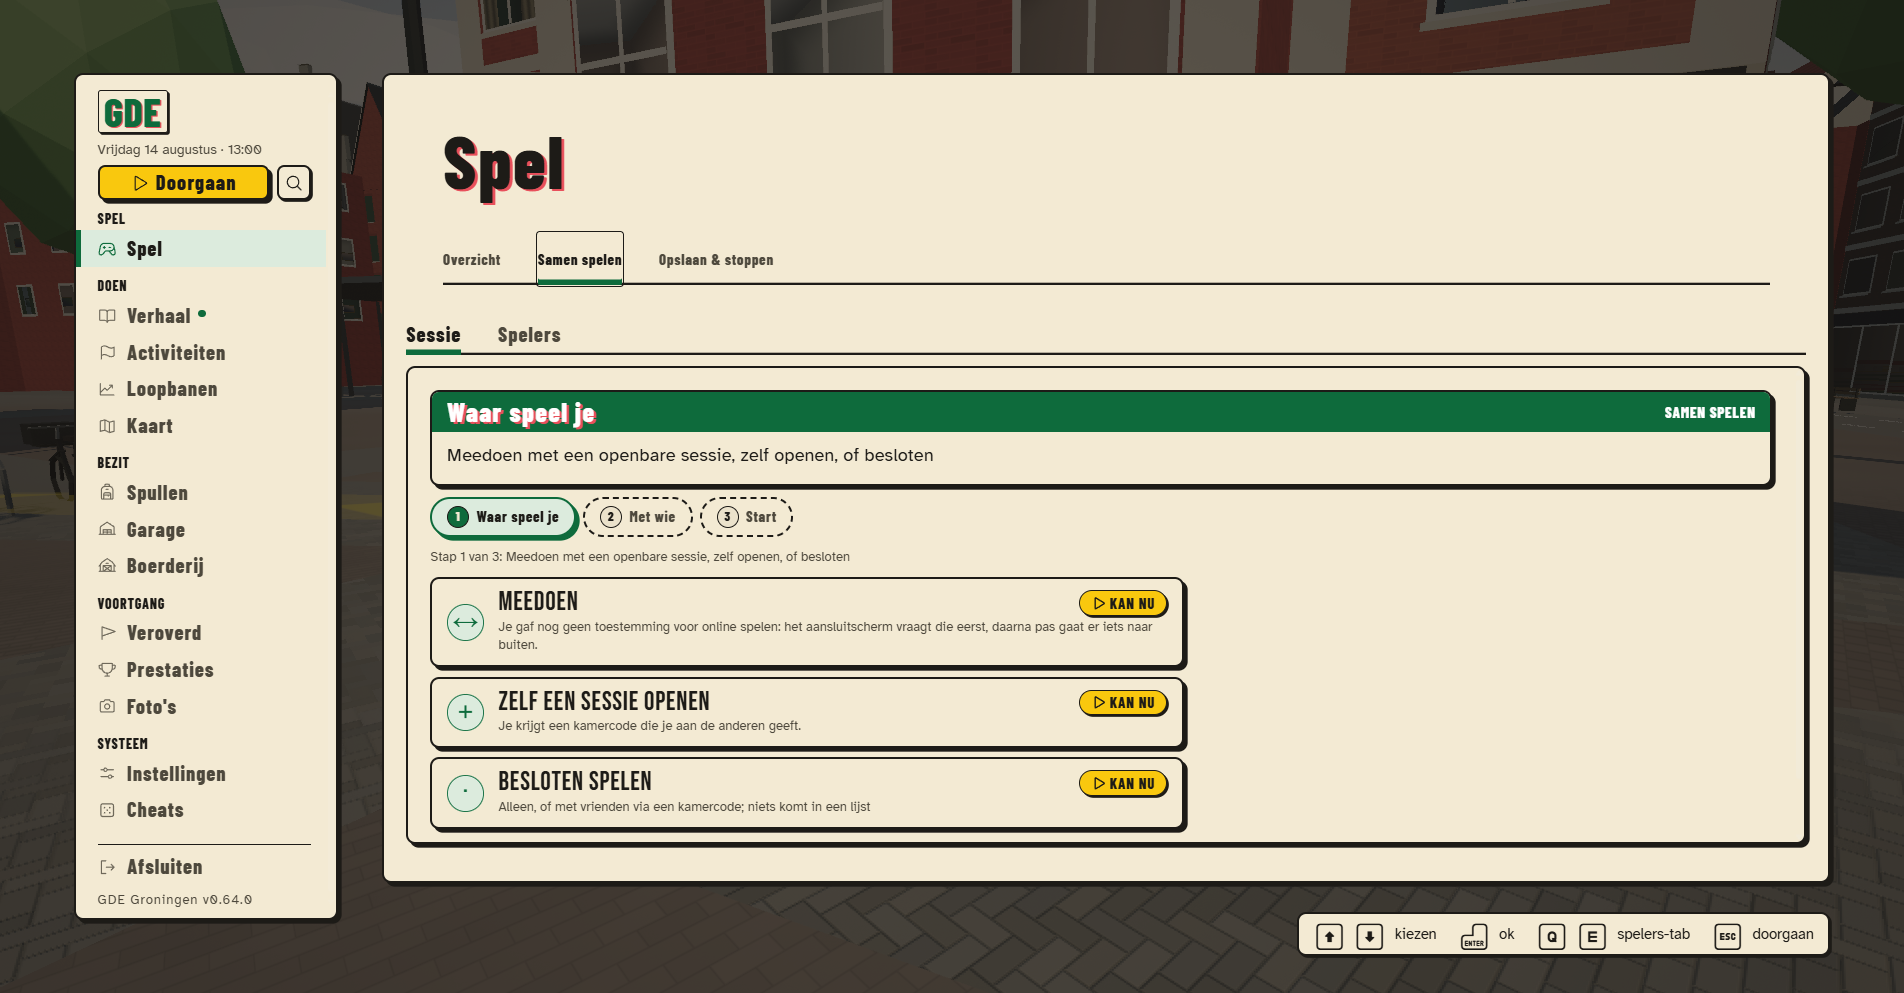 GDE
Vrijdag 14 augustus · 13:00
Doorgaan
SPEL
Spel
DOEN
Verhaal
Activiteiten
Loopbanen
Kaart
BEZIT
Spullen
Garage
Boerderij
VOORTGANG
Veroverd
Prestaties
Foto's
SYSTEEM
Instellingen
Cheats
Afsluiten
GDE Groningen v0.64.0
Spel
Overzicht Samen spelen Opslaan & stoppen
Sessie Spelers
Waar speel je SAMEN SPELEN
Meedoen met een openbare sessie, zelf openen, of besloten
1 Waar speel je 2 Met wie 3 Start
Stap 1 van 3: Meedoen met een openbare sessie, zelf openen, of besloten
MEEDOEN KAN NU
Je gaf nog geen toestemming voor online spelen: het aansluitscherm vraagt die eerst, daarna pas gaat er iets naar
buiten.
ZELF EEN SESSIE OPENEN KAN NU
Je krijgt een kamercode die je aan de anderen geeft.
BESLOTEN SPELEN KAN NU
Alleen, of met vrienden via een kamercode; niets komt in een lijst
kiezen ENTER ok Q E spelers-tab ESC doorgaan